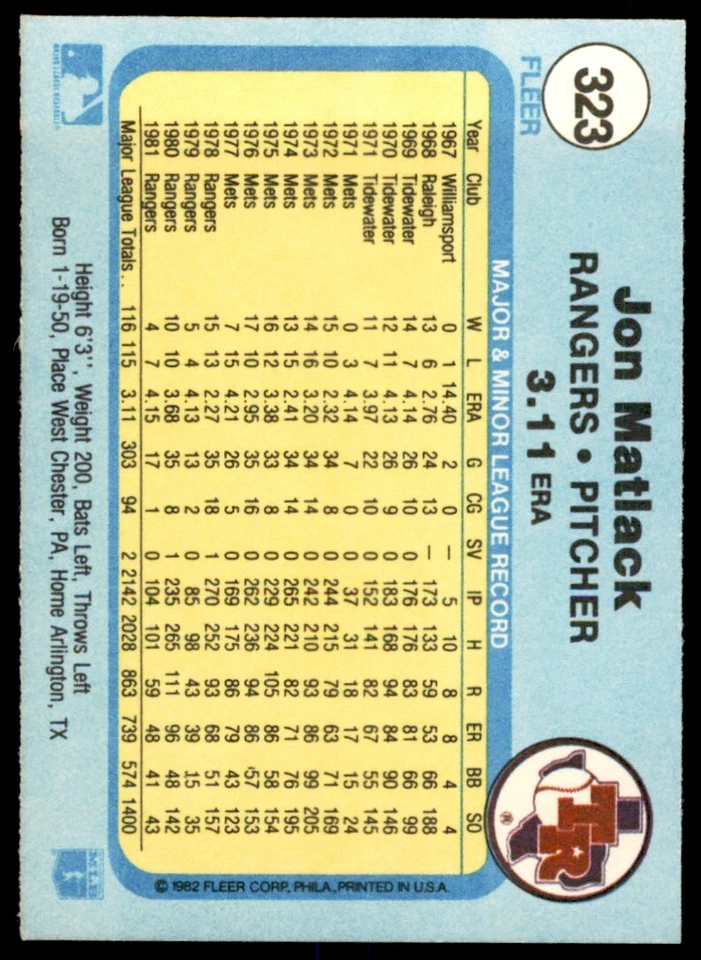 323
FLEER
Jon Matlack
RANGERS • PITCHER
3.11 ERA
TR
®
MAJOR & MINOR LEAGUE RECORD
Year Club W L ERA G CG SV IP H R ER BB SO
1967 Williamsport 0 1 14.40 2 0 — 5 10 8 8 4 4
1968 Raleigh 13 6 2.76 24 13 — 173 133 59 53 66 188
1969 Tidewater 14 7 4.14 26 10 0 176 176 83 81 66 99
1970 Tidewater 12 11 4.13 26 9 0 183 168 94 84 90 146
1971 Tidewater 11 7 3.97 22 10 0 152 141 82 67 55 145
1971 Mets 0 3 4.14 7 0 0 37 31 18 17 15 24
1972 Mets 15 10 2.32 34 8 0 244 215 79 63 71 169
1973 Mets 14 16 3.20 34 14 0 242 210 93 86 99 205
1974 Mets 13 15 2.41 34 14 0 265 221 82 71 76 195
1975 Mets 16 12 3.38 33 8 0 229 224 105 86 58 154
1976 Mets 17 10 2.95 35 16 0 262 236 94 86 57 153
1977 Mets 7 15 4.21 26 5 0 169 175 86 79 43 123
1978 Rangers 15 13 2.27 35 18 1 270 252 93 68 51 157
1979 Rangers 5 4 4.13 13 2 0 85 98 43 39 15 35
1980 Rangers 10 10 3.68 35 8 1 235 265 111 96 48 142
1981 Rangers 4 7 4.15 17 1 0 104 101 59 48 41 43
Major League Totals . . 116 115 3.11 303 94 2 2142 2028 863 739 574 1400
© 1982 FLEER CORP., PHILA., PRINTED IN U.S.A.
Height 6'3'', Weight 200, Bats Left, Throws Left
Born 1-19-50, Place West Chester, PA, Home Arlington, TX
MAJOR LEAGUE BASEBALL